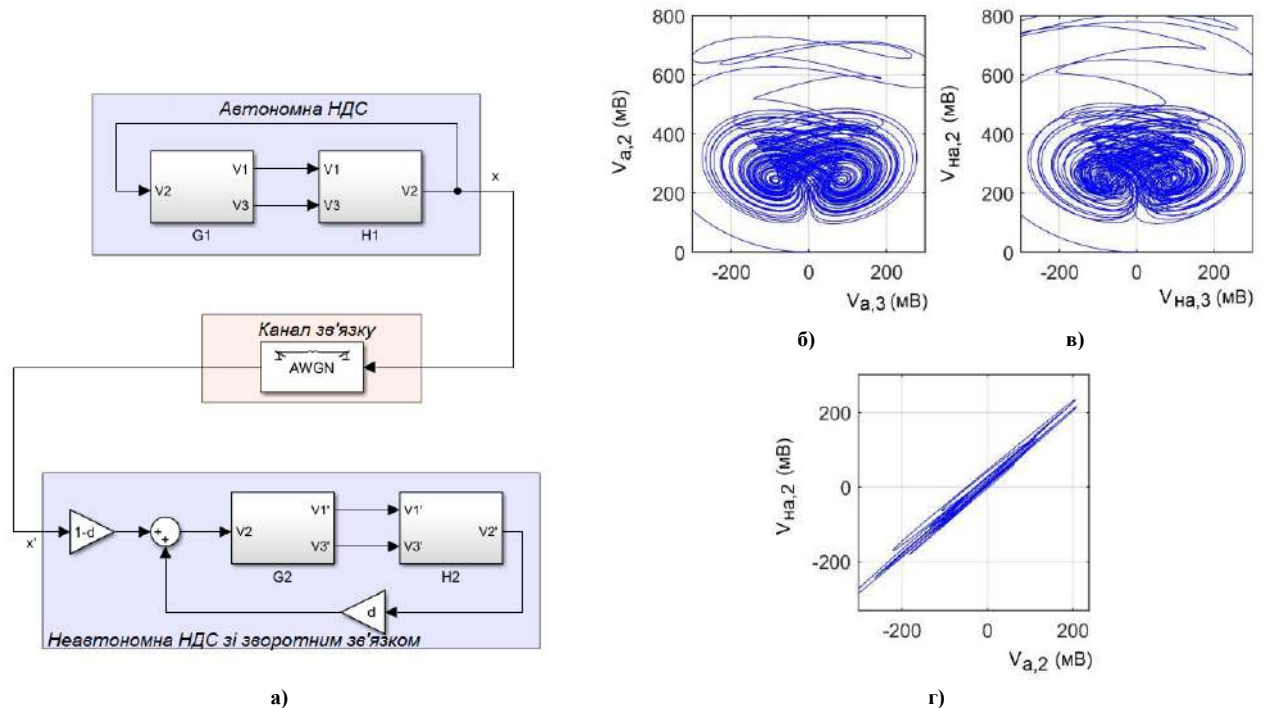 Автономна НДС
V2
V1
V3
G1
V1
V3
V2
H1
x
Канал зв'язку
AWGN
x'
1-d
+
+
V2
V1'
V3'
G2
V1'
V3'
V2'
H2
d
Неавтономна НДС зі зворотним зв'язком
а)
Vа,2 (мВ)
800
600
400
200
0
-200 0 200
Vа,3 (мВ)
б)
Vна,2 (мВ)
800
600
400
200
0
-200 0 200
Vна,3 (мВ)
в)
Vна,2 (мВ)
200
0
-200
-200 0 200
Vа,2 (мВ)
г)